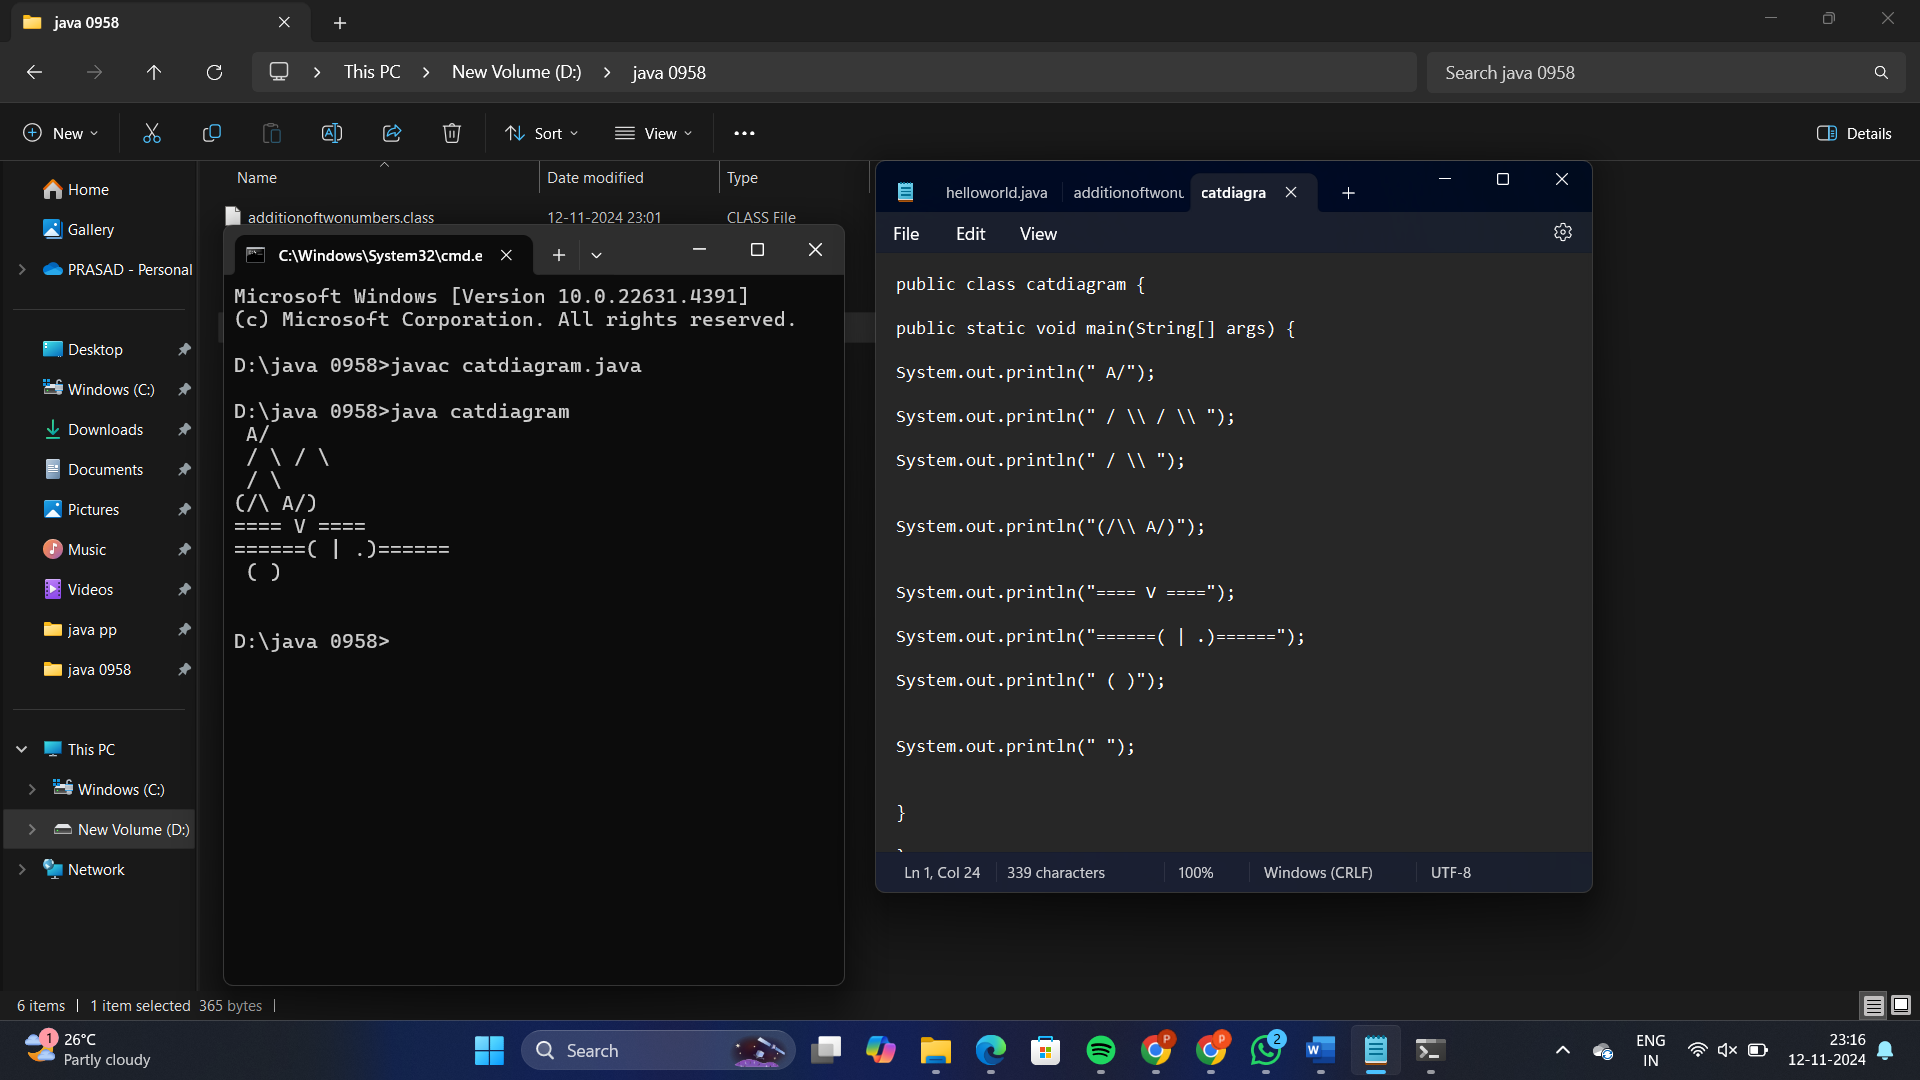 java 0958
This PC
New Volume (D:)
java 0958
Search java 0958
New
Sort
View
Details
Home
Gallery
PRASAD - Personal
Desktop
Windows (C:)
Downloads
Documents
Pictures
Music
Videos
java pp
java 0958
This PC
Windows (C:)
New Volume (D:)
Network
Name
Date modified
Type
additionoftwonumbers.class
12-11-2024 23:01
CLASS File
C:\Windows\System32\cmd.e
Microsoft Windows [Version 10.0.22631.4391]
(c) Microsoft Corporation. All rights reserved.
D:\java 0958>javac catdiagram.java
D:\java 0958>java catdiagram
 A/
 / \ / \
 / \
(/\ A/)
==== V ====
======( | .)======
 ( )
D:\java 0958>
helloworld.java
additionoftwonu
catdiagra
File
Edit
View
public class catdiagram {
public static void main(String[] args) {
System.out.println(" A/");
System.out.println(" / \\ / \\ ");
System.out.println(" / \\ ");
System.out.println("(/\\ A/)");
System.out.println("==== V ====");
System.out.println("======( | .)======");
System.out.println(" ( )");
System.out.println(" ");
}
Ln 1, Col 24
339 characters
100%
Windows (CRLF)
UTF-8
6 items
1 item selected
365 bytes
1
26°C
Partly cloudy
Search
P
P
2
W
ENG
IN
23:16
12-11-2024